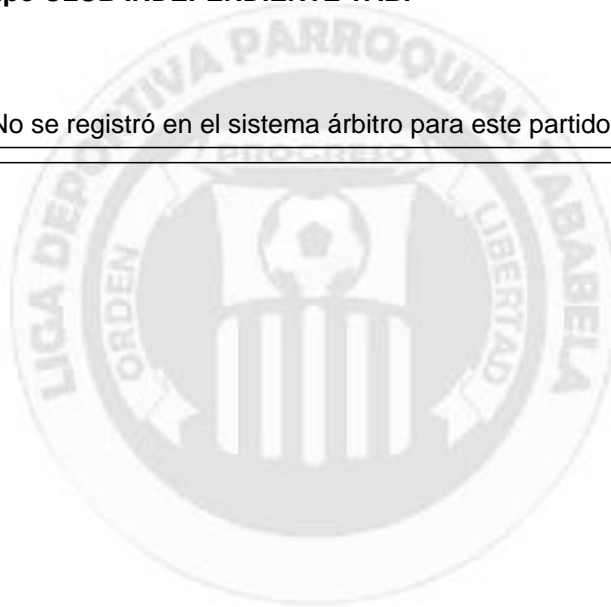 No se registró en el sistema árbitro para este partido
LIGA DEPORTIVA PARROQUIAL TABABELA
PROGRESO
ORDEN
LIBERTAD